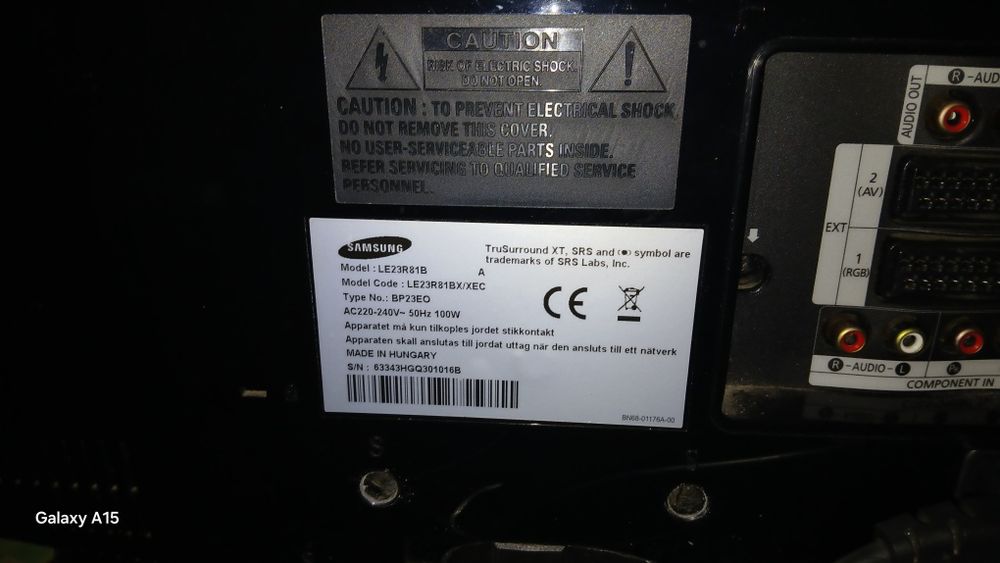 CAUTION
RISK OF ELECTRIC SHOCK.
DO NOT OPEN.
CAUTION : TO PREVENT ELECTRICAL SHOCK,
DO NOT REMOVE THIS COVER.
NO USER-SERVICEABLE PARTS INSIDE.
REFER SERVICING TO QUALIFIED SERVICE
PERSONNEL.
SAMSUNG
TruSurround XT, SRS and (●) symbol are
trademarks of SRS Labs, Inc.
Model : LE23R81B A
Model Code : LE23R81BX/XEC
Type No.: BP23EO
AC220-240V~ 50Hz 100W
CE
Apparatet må kun tilkoples jordet stikkontakt
Apparaten skall anslutas till jordat uttag när den ansluts till ett nätverk
MADE IN HUNGARY
S/N : 63343HGQ301016B
BN68-01176A-00
AUDIO OUT
R -AUD
2
(AV)
EXT
1
(RGB)
R -AUDIO- L
PR
COMPONENT IN
S
Galaxy A15